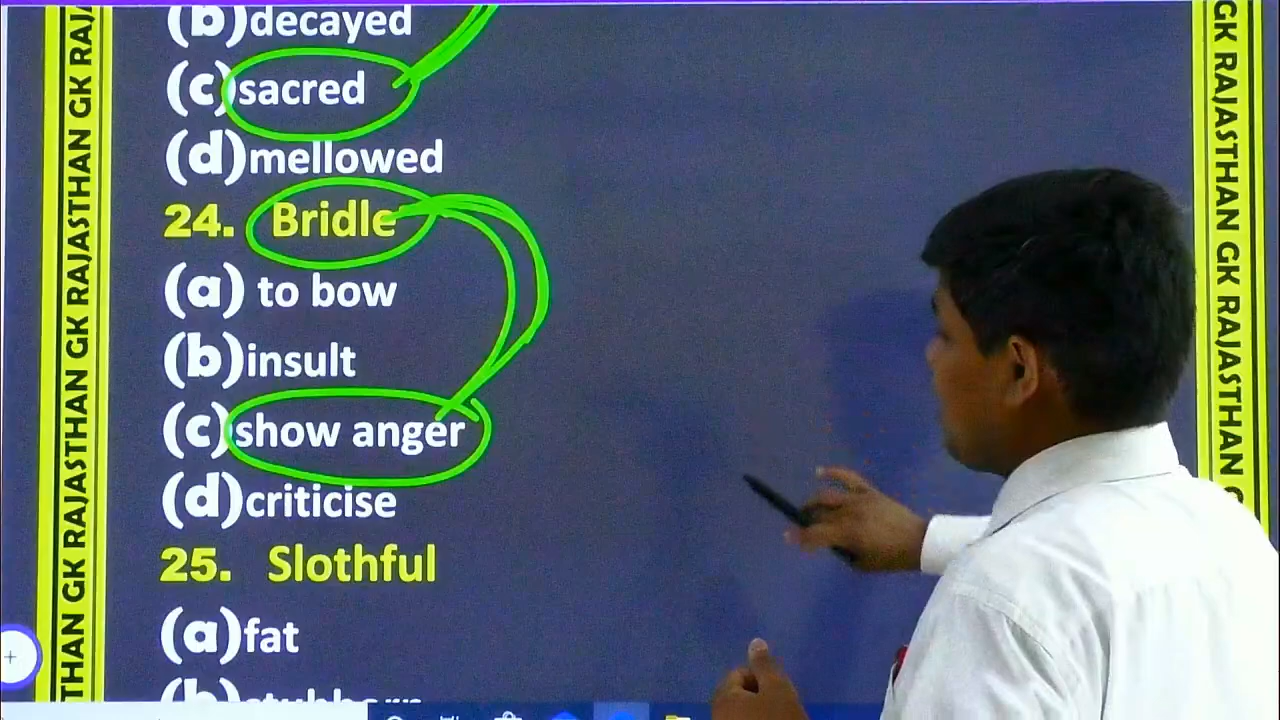 (b)decayed
(c)sacred
(d)mellowed
24. Bridle
(a) to bow
(b)insult
(c)show anger
(d)criticise
25. Slothful
(a)fat
THAN GK RAJASTHAN GK RAJASTHAN GK RAJ
GK RAJASTHAN GK RAJASTHAN